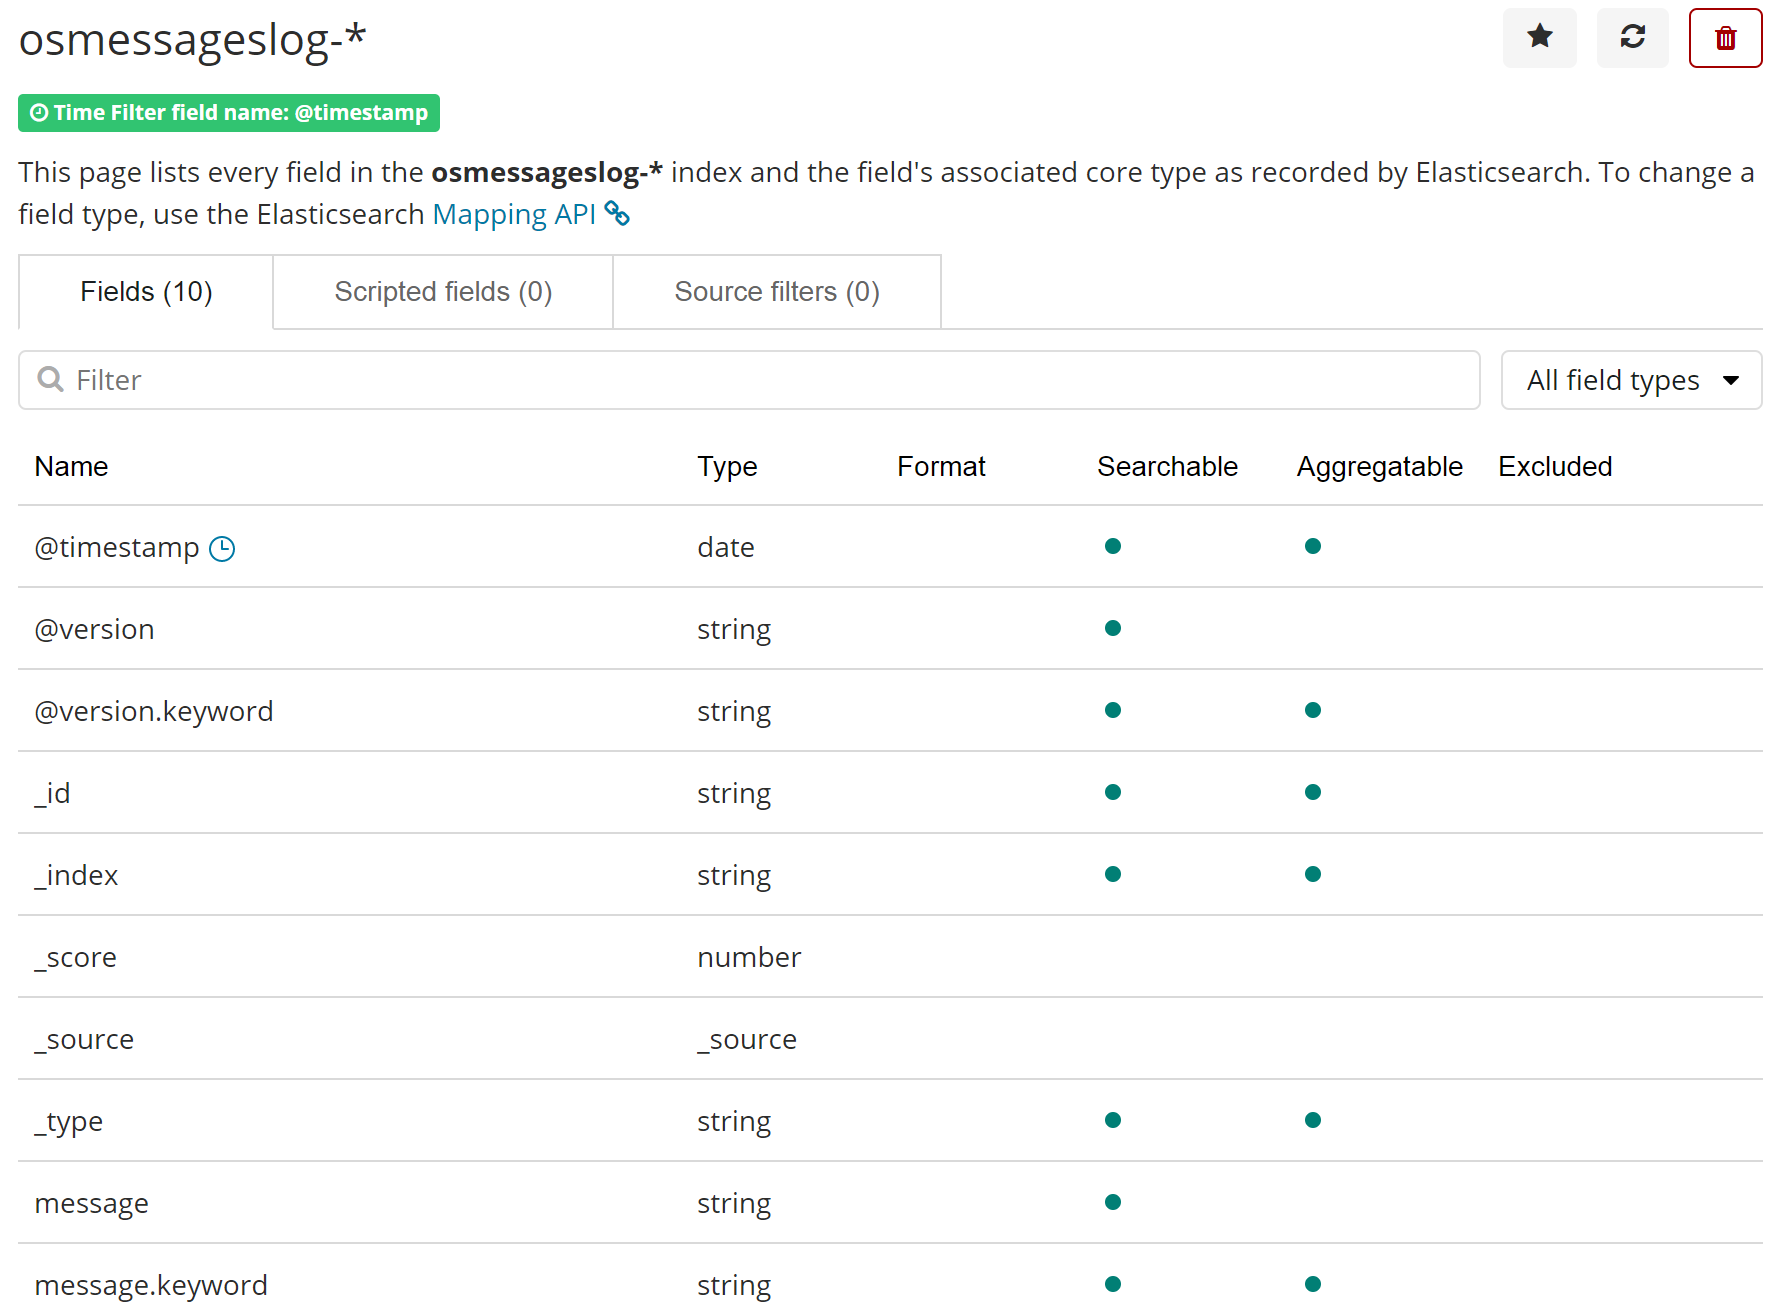 osmessageslog-*
Time Filter field name: @timestamp
This page lists every field in the osmessageslog-* index and the field's associated core type as recorded by Elasticsearch. To change a
field type, use the Elasticsearch Mapping API
Fields (10) Scripted fields (0) Source filters (0)
Filter All field types
Name Type Format Searchable Aggregatable Excluded
@timestamp date
@version string
@version.keyword string
_id string
_index string
_score number
_source _source
_type string
message string
message.keyword string